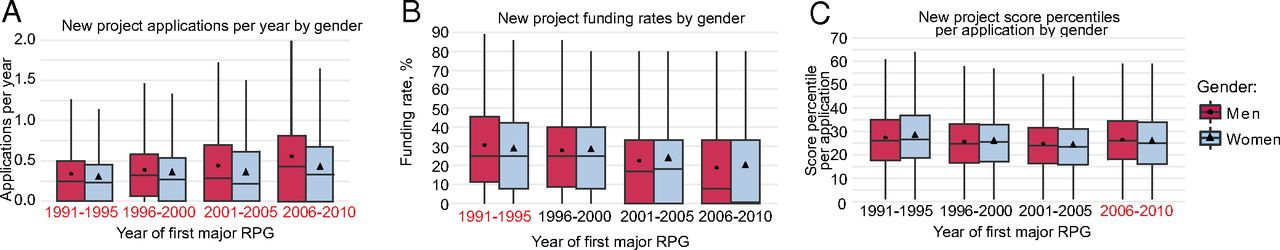 A
New project applications per year by gender
Applications per year
2.0
1.5
1.0
0.5
0.0
1991-1995 1996-2000 2001-2005 2006-2010
Year of first major RPG
B
New project funding rates by gender
Funding rate, %
90
80
70
60
50
40
30
20
10
0
1991-1995 1996-2000 2001-2005 2006-2010
Year of first major RPG
C
New project score percentiles
per application by gender
Score percentile
per application
70
60
50
40
30
20
10
0
1991-1995 1996-2000 2001-2005 2006-2010
Year of first major RPG
Gender:
Men
Women